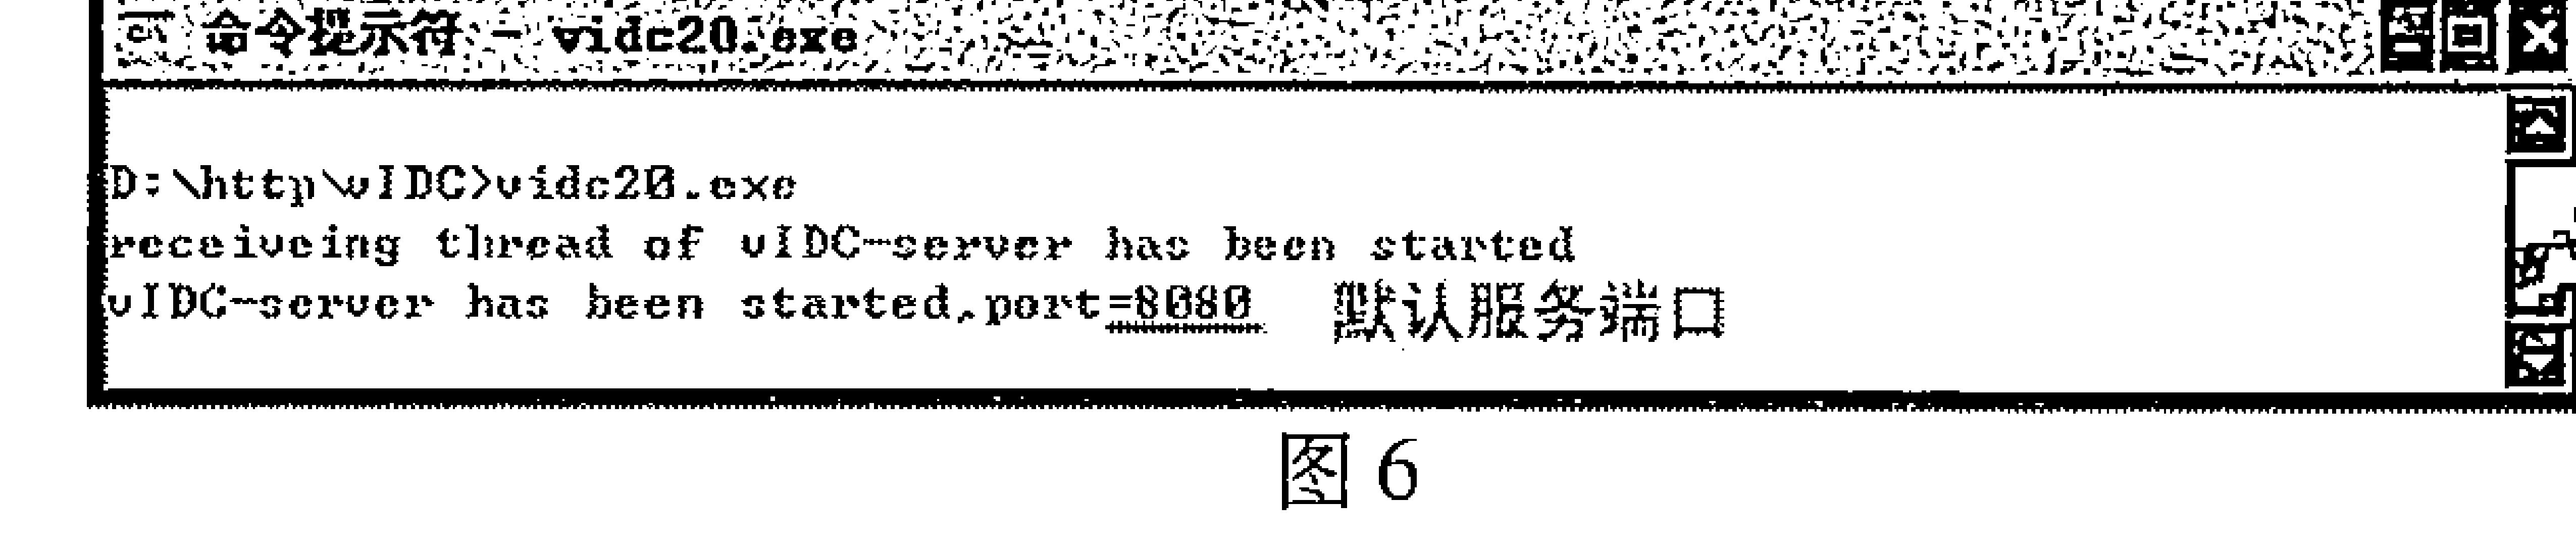 命令提示符 - vidc20.exe
D:\http\vIDC>vidc20.exe
receiveing thread of vIDC-server has been started
vIDC-server has been started,port=8080 默认服务端口
图 6